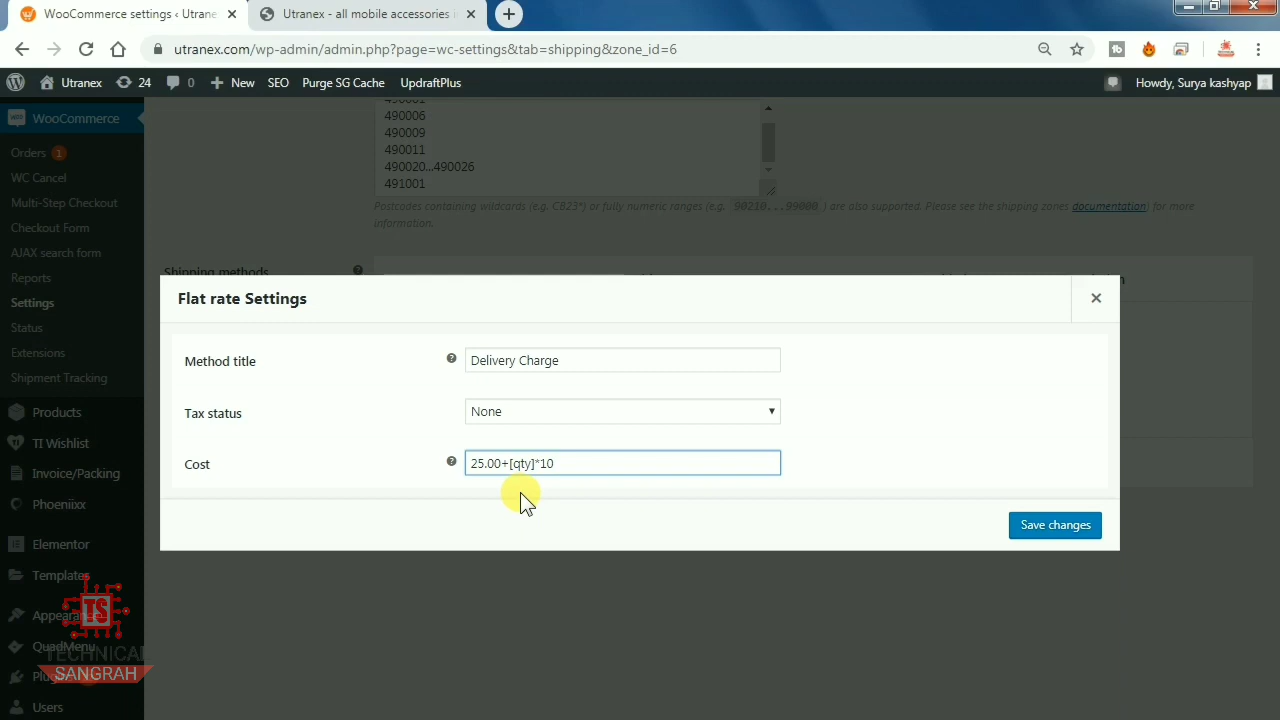 WooCommerce settings ‹ Utrane
Utranex - all mobile accessories i
utranex.com/wp-admin/admin.php?page=wc-settings&tab=shipping&zone_id=6
Utranex 24 0 New SEO Purge SG Cache UpdraftPlus Howdy, Surya kashyap
WooCommerce
Orders 1
WC Cancel
Multi-Step Checkout
Checkout Form
AJAX search form
Reports
Settings
Status
Extensions
Shipment Tracking
Products
TI Wishlist
Invoice/Packing
Phoeniixx
Elementor
Templates
QuadMenu
Users
490006
490009
490011
490020...490026
491001
Postcodes containing wildcards (e.g. CB23*) or fully numeric ranges (e.g. 90210...99000 ) are also supported. Please see the shipping zones documentation) for more
information.
Shipping methods
Flat rate Settings
Method title Delivery Charge
Tax status None
Cost 25.00+[qty]*10
Save changes
TS
TECHNICAL
SANGRAH